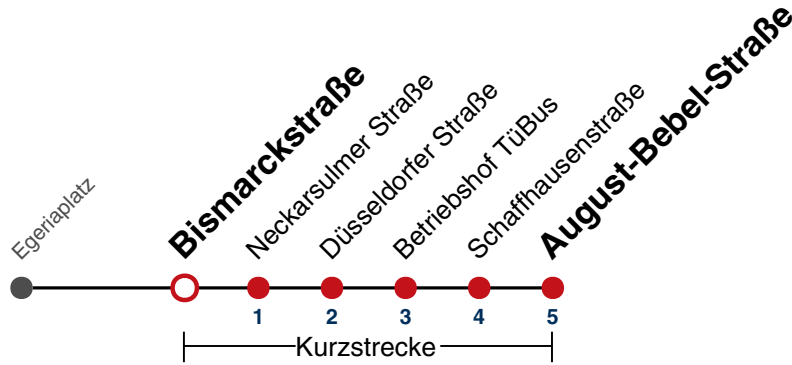 Egeriaplatz
Bismarckstraße
Neckarsulmer Straße
Düsseldorfer Straße
Betriebshof TüBus
Schaffhausenstraße
August-Bebel-Straße
1 2 3 4 5
Kurzstrecke